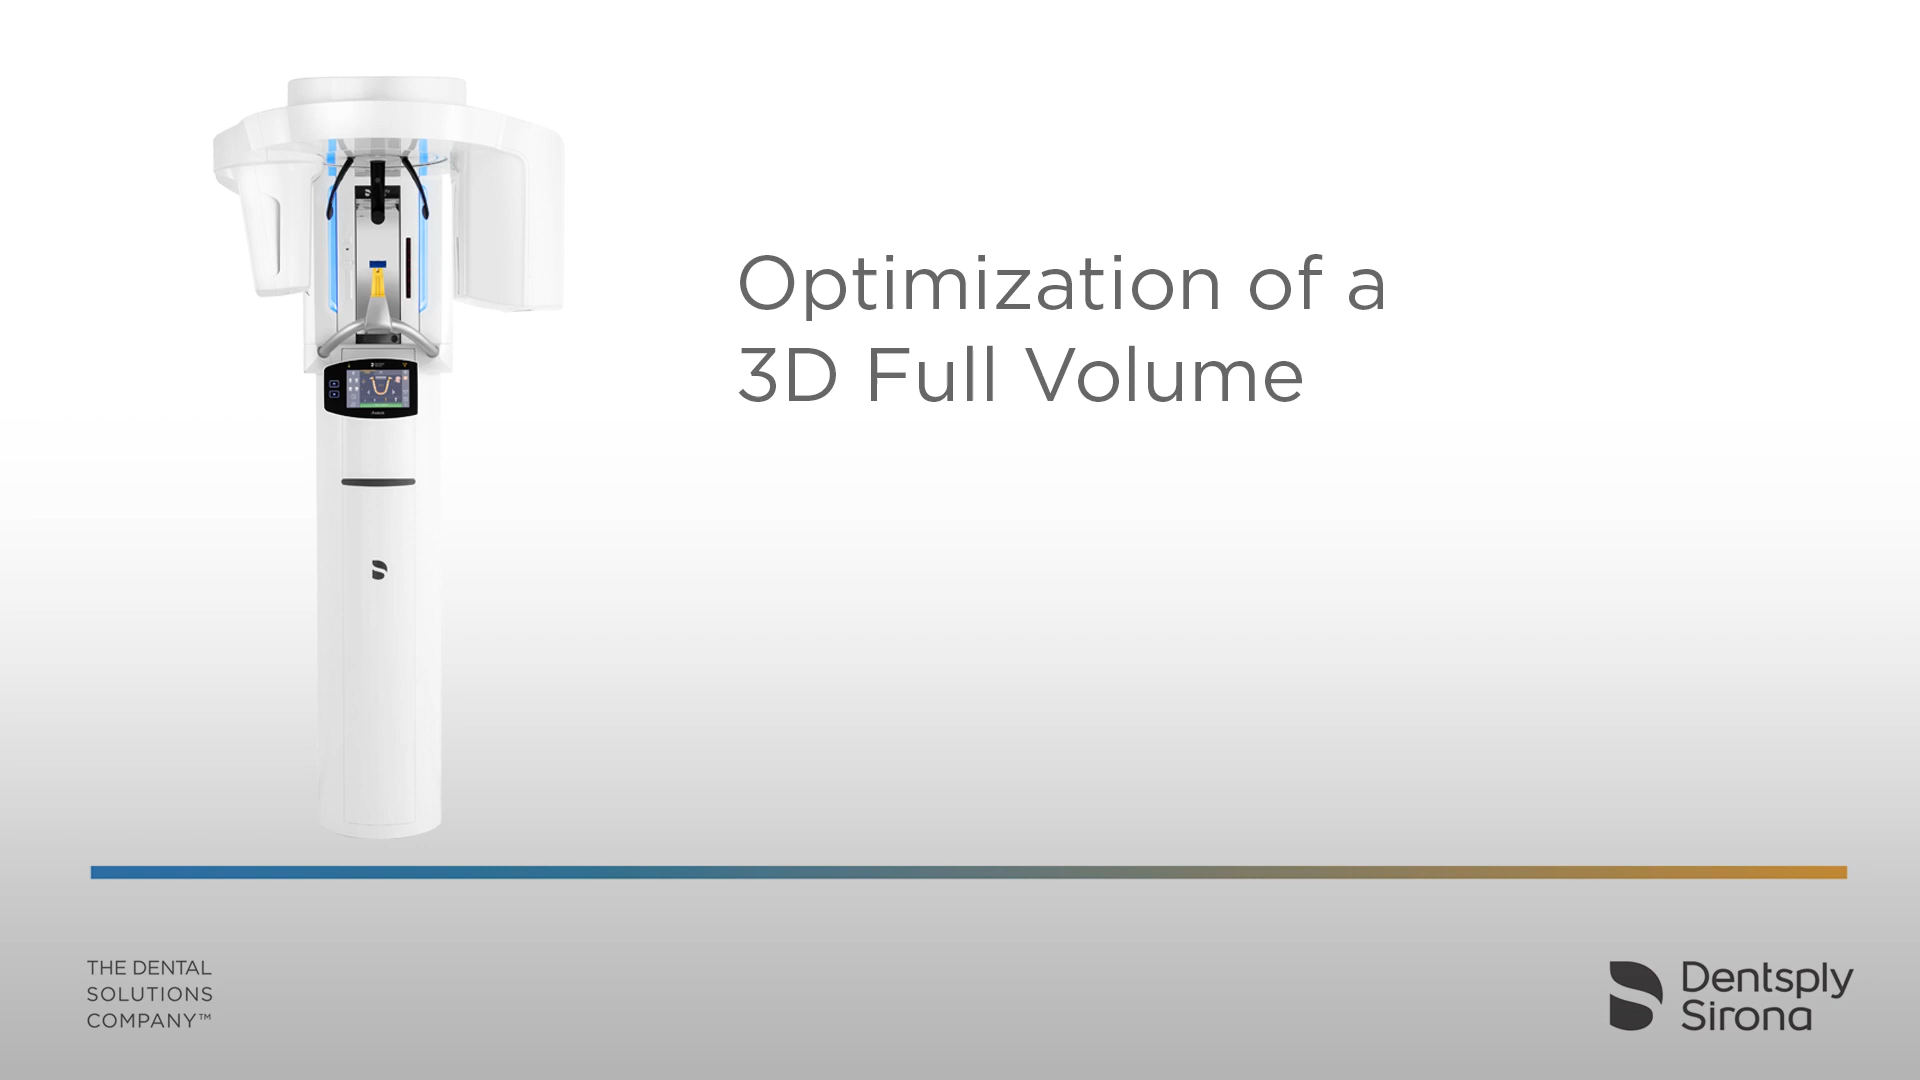 Optimization of a
3D Full Volume
THE DENTAL
SOLUTIONS
COMPANY™
Dentsply
Sirona